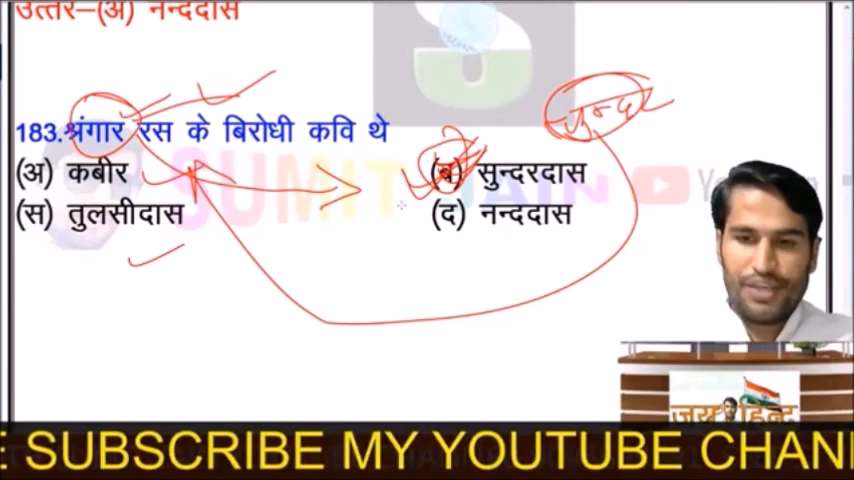 उत्तर–(अ) नन्ददास
183.श्रंगार रस के बिरोधी कवि थे
(अ) कबीर (ब) सुन्दरदास
(स) तुलसीदास (द) नन्ददास
सुन्दर
SUMIT JAIN
जय हिन्द
E SUBSCRIBE MY YOUTUBE CHAN